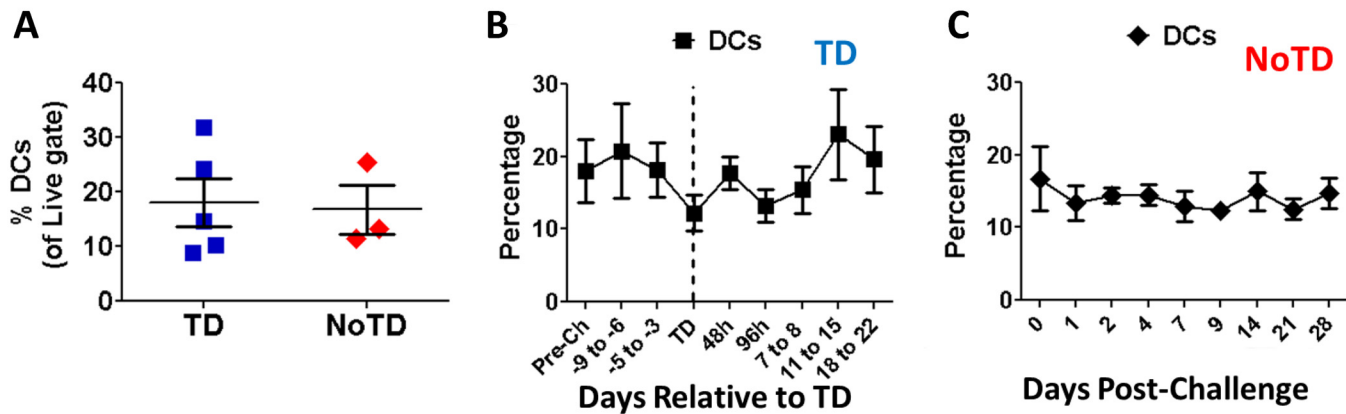 A
% DCs
(of Live gate)
40
30
20
10
0
TD
NoTD
B
DCs
TD
Percentage
30
20
10
0
Pre-Ch
-9 to -6
-5 to -3
TD
48h
96h
7 to 8
11 to 15
18 to 22
Days Relative to TD
C
DCs
NoTD
Percentage
30
20
10
0
0
1
2
4
7
9
14
21
28
Days Post-Challenge